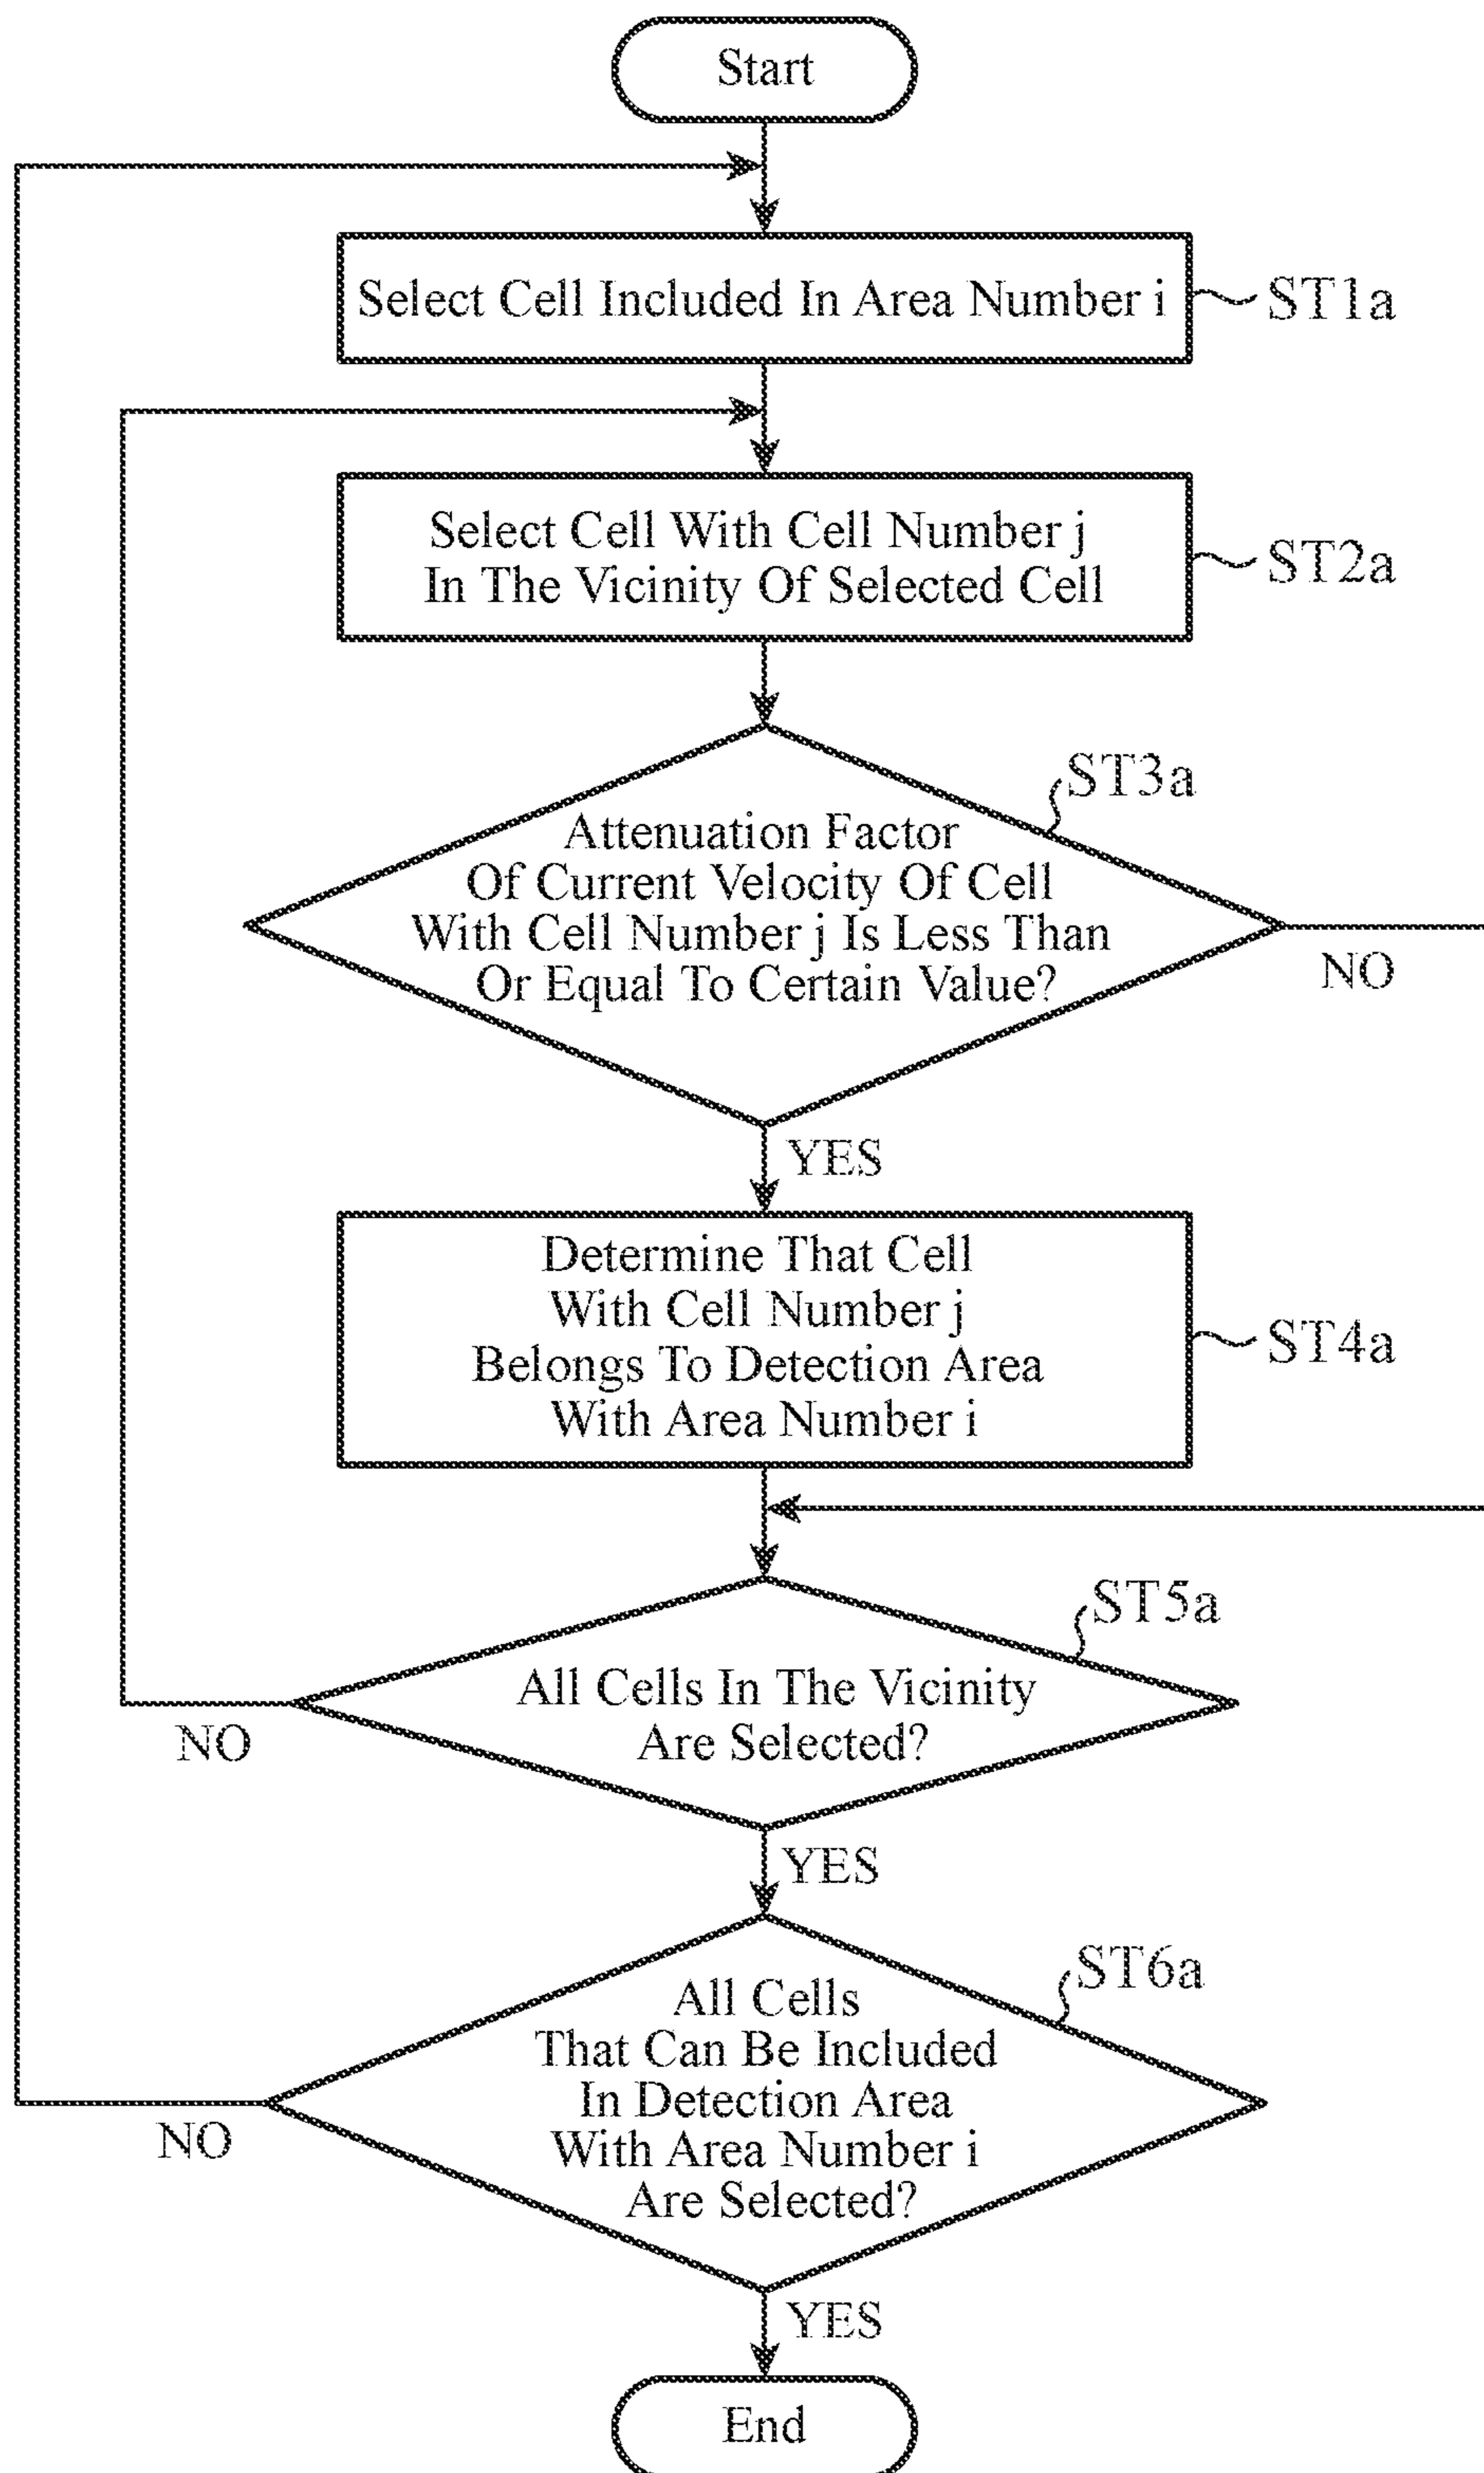 Start
Select Cell Included In Area Number i
ST1a
Select Cell With Cell Number j
In The Vicinity Of Selected Cell
ST2a
ST3a
Attenuation Factor
Of Current Velocity Of Cell
With Cell Number j Is Less Than
Or Equal To Certain Value?
NO
YES
Determine That Cell
With Cell Number j
Belongs To Detection Area
With Area Number i
ST4a
ST5a
All Cells In The Vicinity
Are Selected?
NO
YES
ST6a
All Cells
That Can Be Included
In Detection Area
With Area Number i
Are Selected?
NO
YES
End